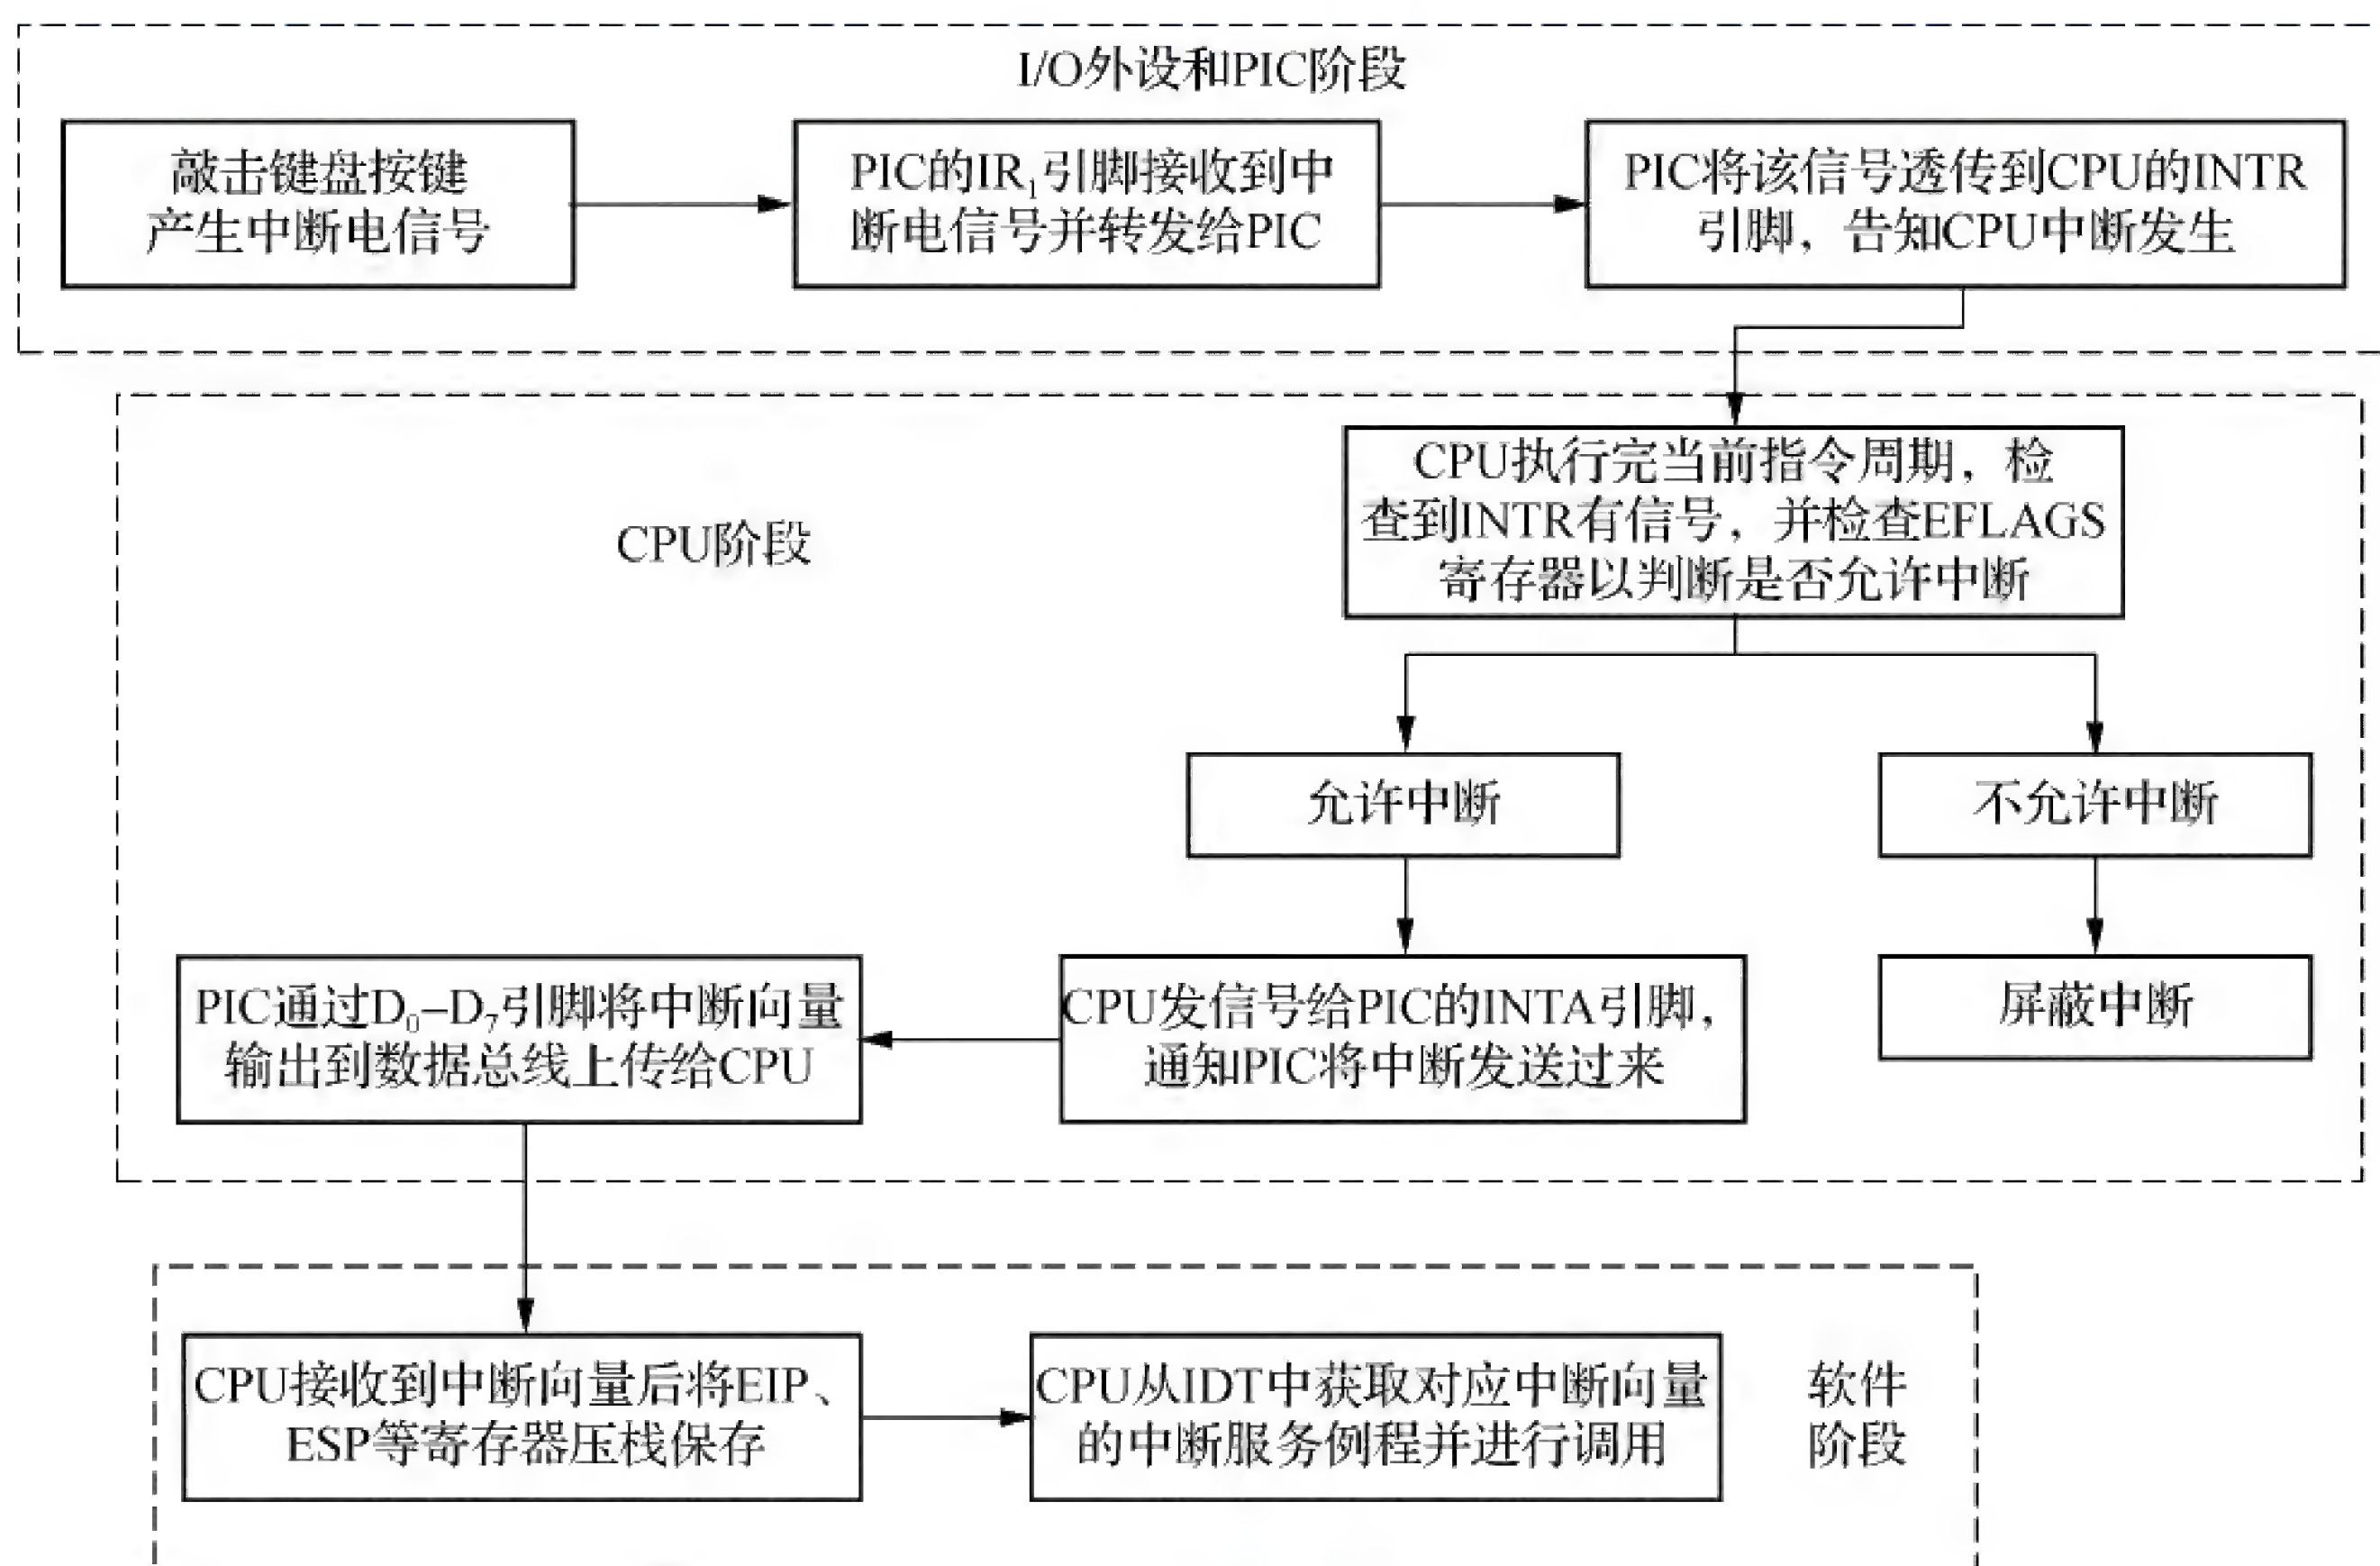 I/O外设和PIC阶段
敲击键盘按键
产生中断电信号
PIC的IR₁引脚接收到中
断电信号并转发给PIC
PIC将该信号透传到CPU的INTR
引脚，告知CPU中断发生
CPU阶段
CPU执行完当前指令周期，检
查到INTR有信号，并检查EFLAGS
寄存器以判断是否允许中断
允许中断
不允许中断
CPU发信号给PIC的INTA引脚，
通知PIC将中断发送过来
屏蔽中断
PIC通过D₀–D₇引脚将中断向量
输出到数据总线上传给CPU
CPU接收到中断向量后将EIP、
ESP等寄存器压栈保存
CPU从IDT中获取对应中断向量
的中断服务例程并进行调用
软件
阶段